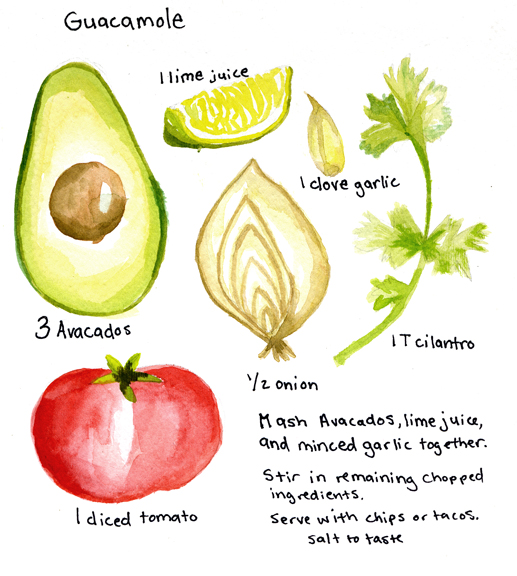 Guacamole
1 lime juice
1 clove garlic
3 Avacados
1 T cilantro
1/2 onion
Mash Avacados, lime juice,
and minced garlic together.
Stir in remaining chopped
ingredients.
Serve with chips or tacos.
salt to taste
1 diced tomato